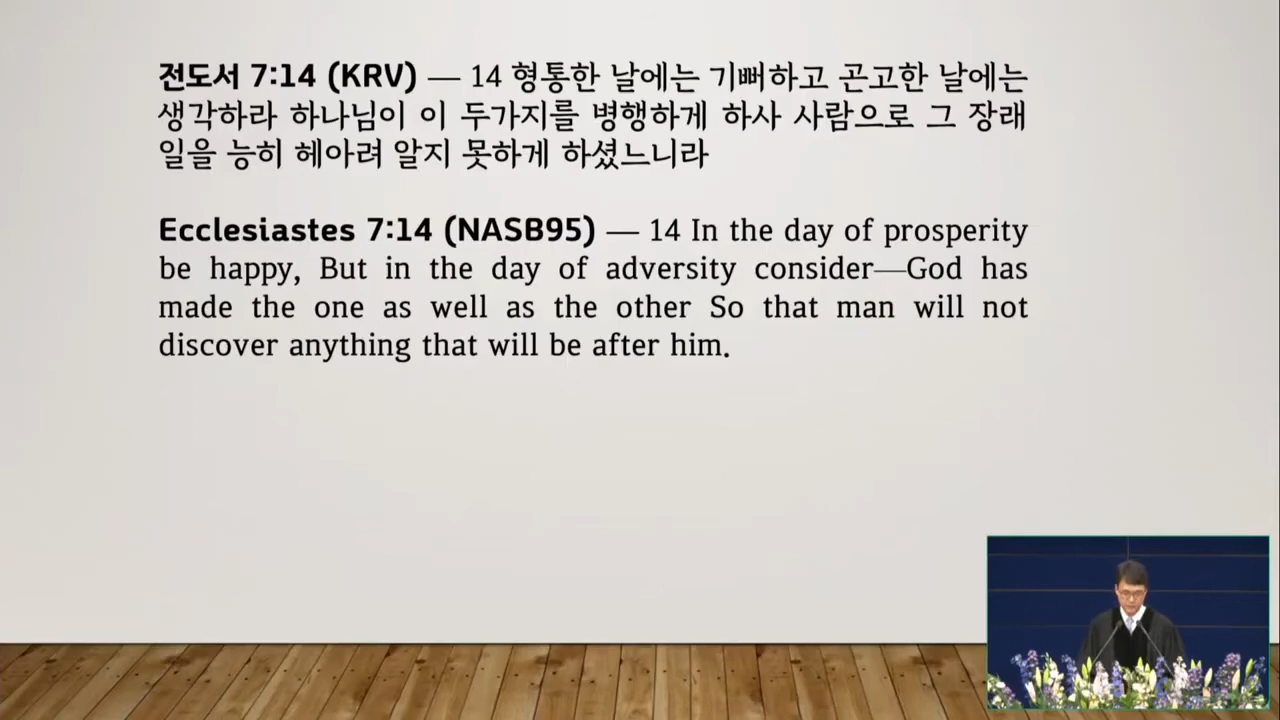 전도서 7:14 (KRV) — 14 형통한 날에는 기뻐하고 곤고한 날에는
생각하라 하나님이 이 두가지를 병행하게 하사 사람으로 그 장래
일을 능히 헤아려 알지 못하게 하셨느니라
Ecclesiastes 7:14 (NASB95) — 14 In the day of prosperity
be happy, But in the day of adversity consider—God has
made the one as well as the other So that man will not
discover anything that will be after him.